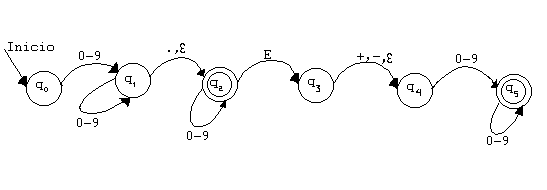 Inicio
0-9 .,ε E +,-,ε 0-9
q0 q1 q2 q3 q4 q5
0-9 0-9 0-9